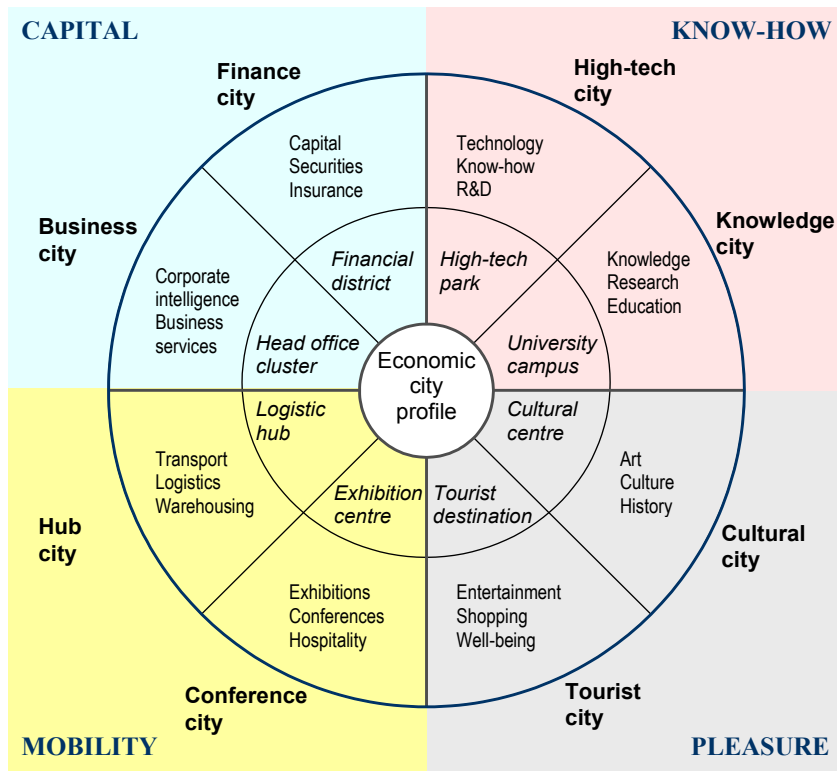 CAPITAL
KNOW-HOW
Finance
city
High-tech
city
Capital
Securities
Insurance
Technology
Know-how
R&D
Business
city
Knowledge
city
Financial
district
High-tech
park
Corporate
intelligence
Business
services
Knowledge
Research
Education
Head office
cluster
University
campus
Economic
city
profile
Logistic
hub
Cultural
centre
Transport
Logistics
Warehousing
Art
Culture
History
Exhibition
centre
Tourist
destination
Hub
city
Cultural
city
Exhibitions
Conferences
Hospitality
Entertainment
Shopping
Well-being
Conference
city
Tourist
city
MOBILITY
PLEASURE